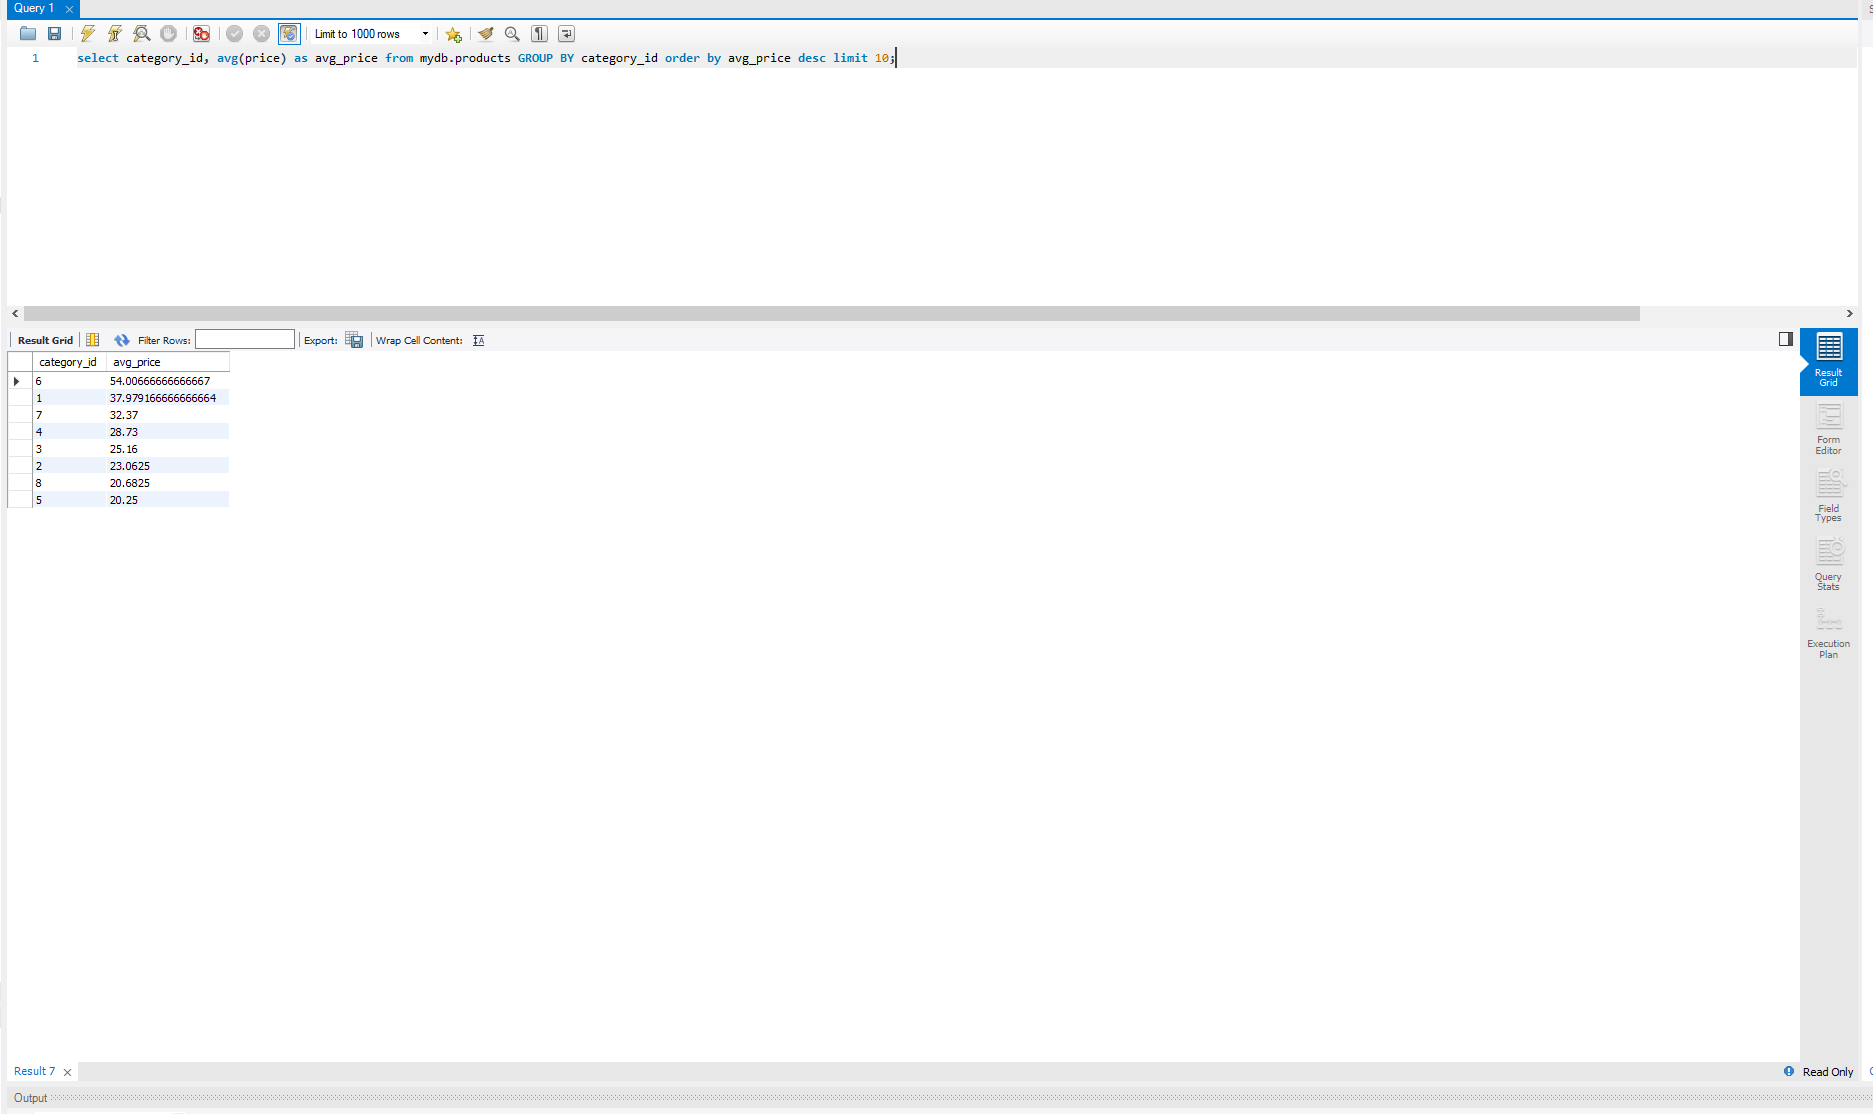 Query 1
Limit to 1000 rows
1 select category_id, avg(price) as avg_price from mydb.products GROUP BY category_id order by avg_price desc limit 10;
Result Grid Filter Rows: Export: Wrap Cell Content:
category_id avg_price
6 54.00666666666667
1 37.979166666666664
7 32.37
4 28.73
3 25.16
2 23.0625
8 20.6825
5 20.25
Result
Grid
Form
Editor
Field
Types
Query
Stats
Execution
Plan
Result 7 Read Only
Output